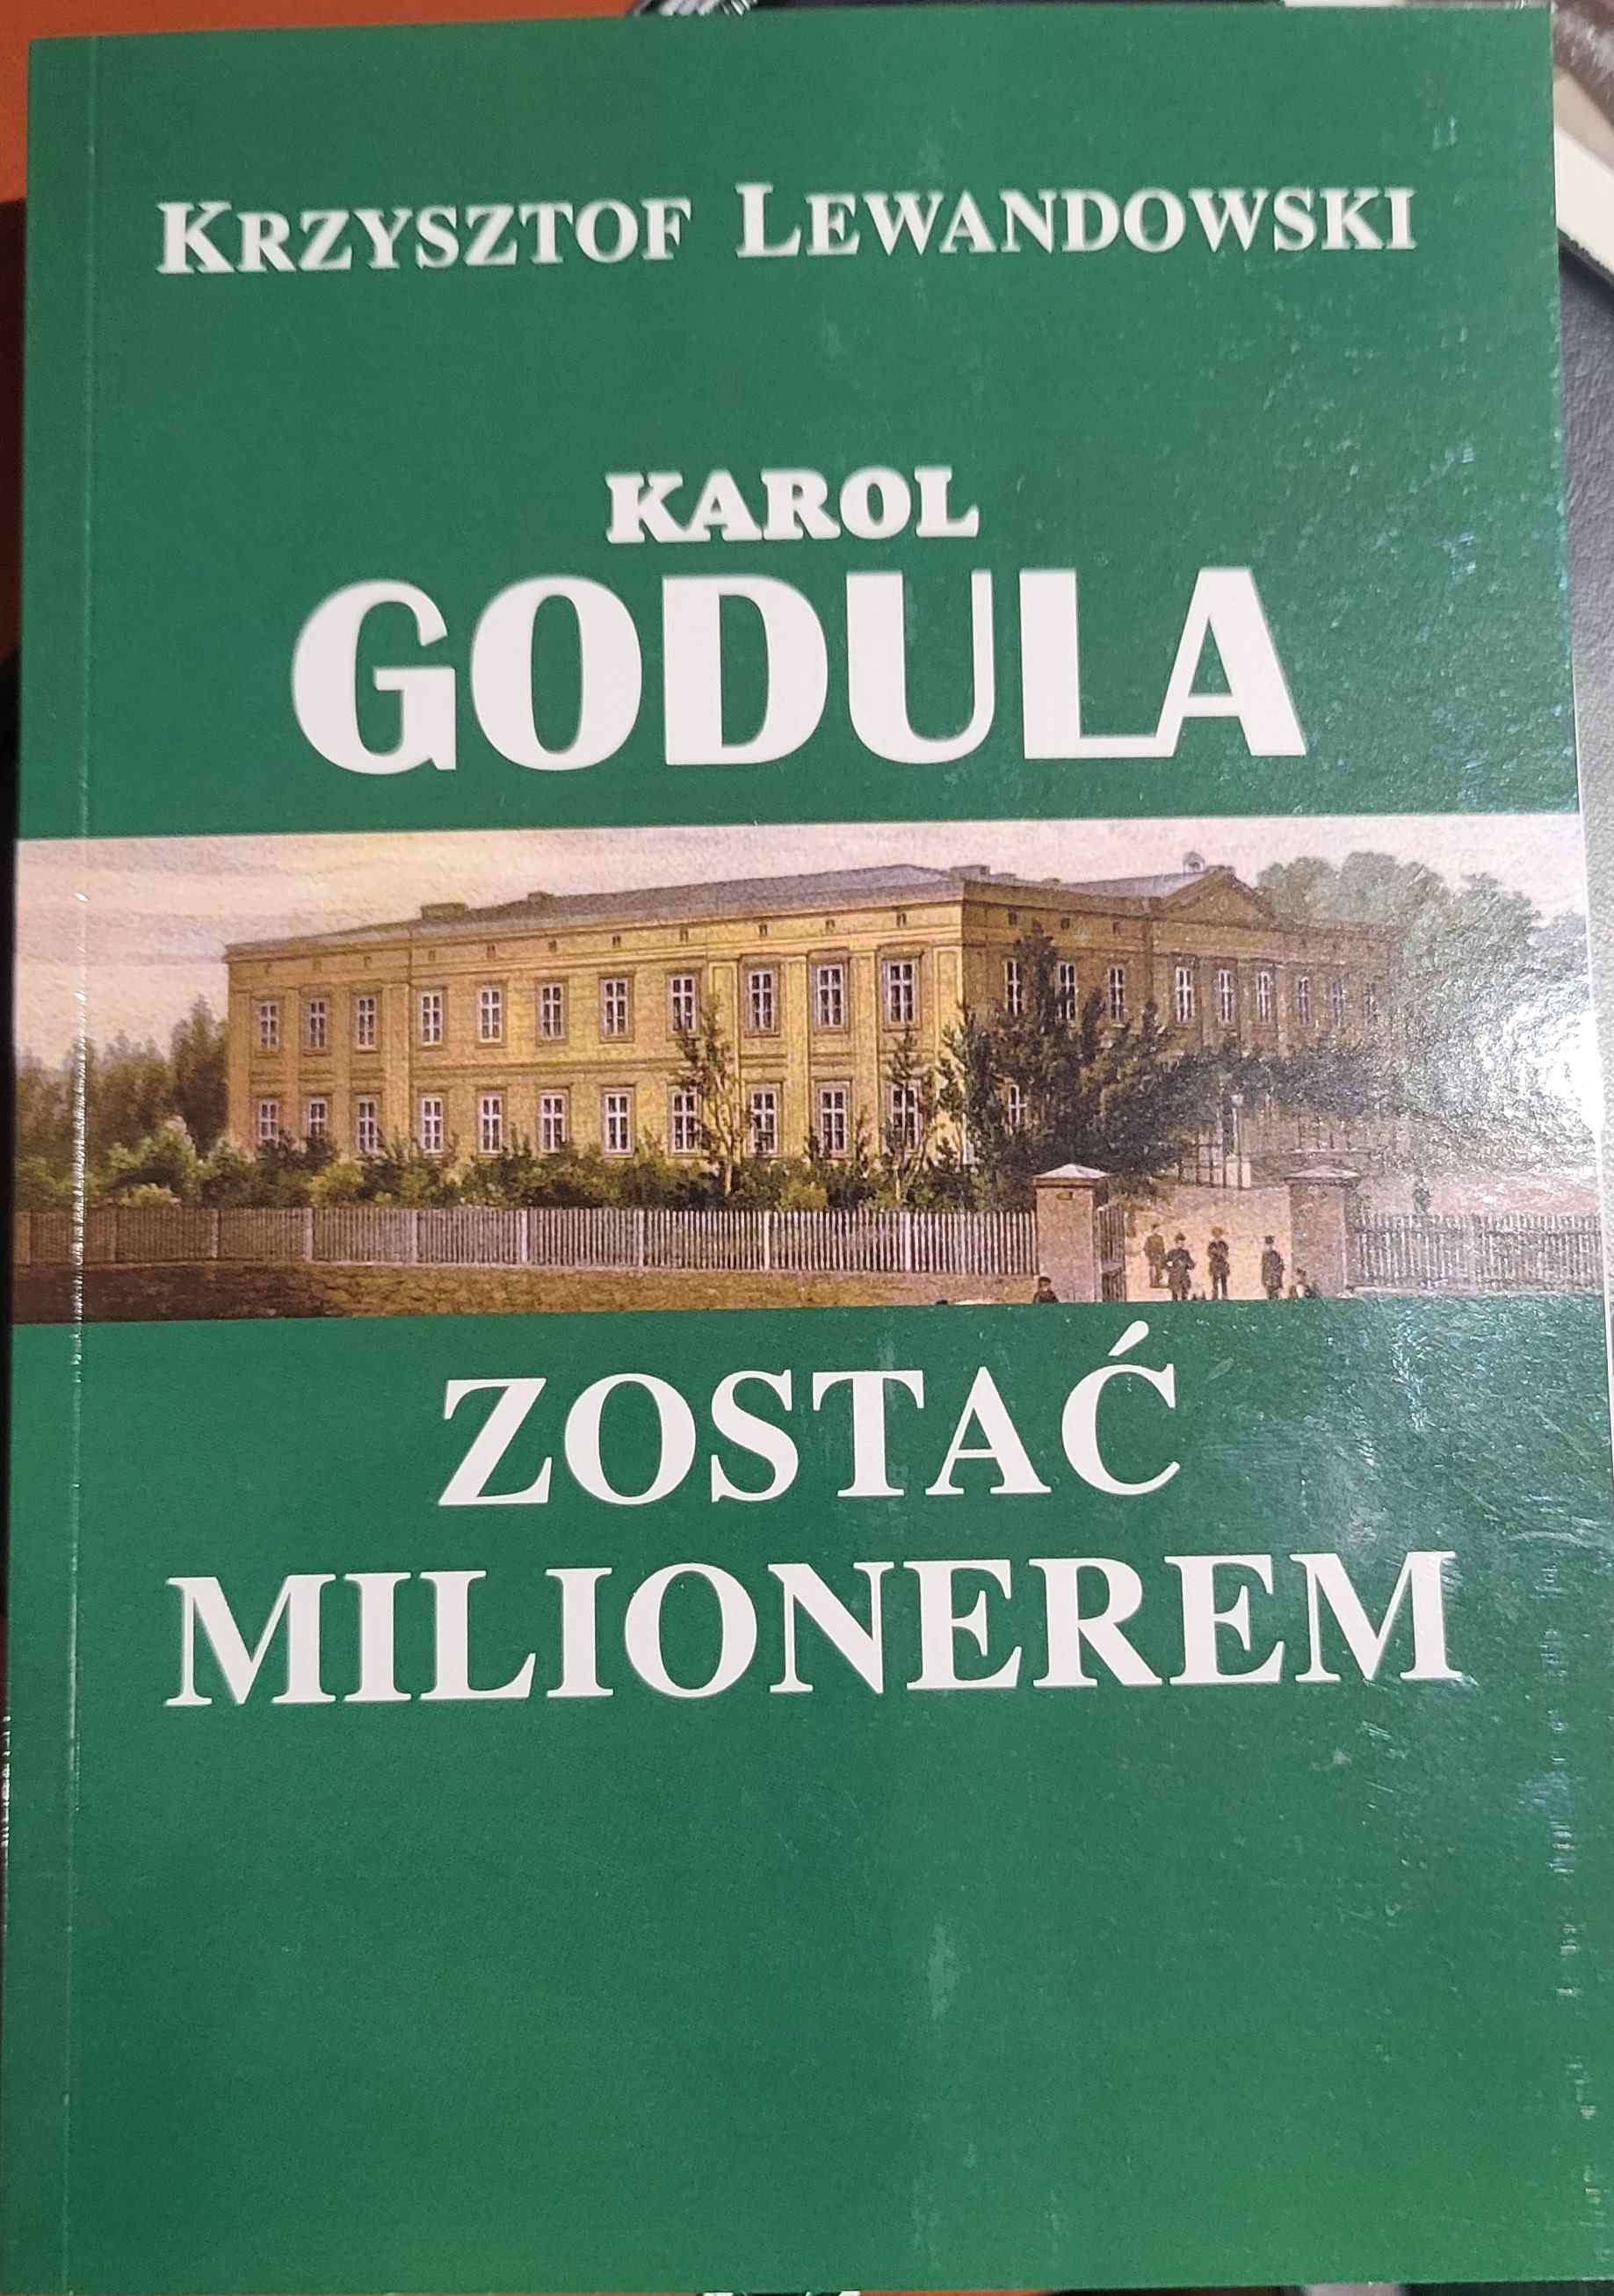 KRZYSZTOF LEWANDOWSKI
KAROL
GODULA
ZOSTAĆ
MILIONEREM